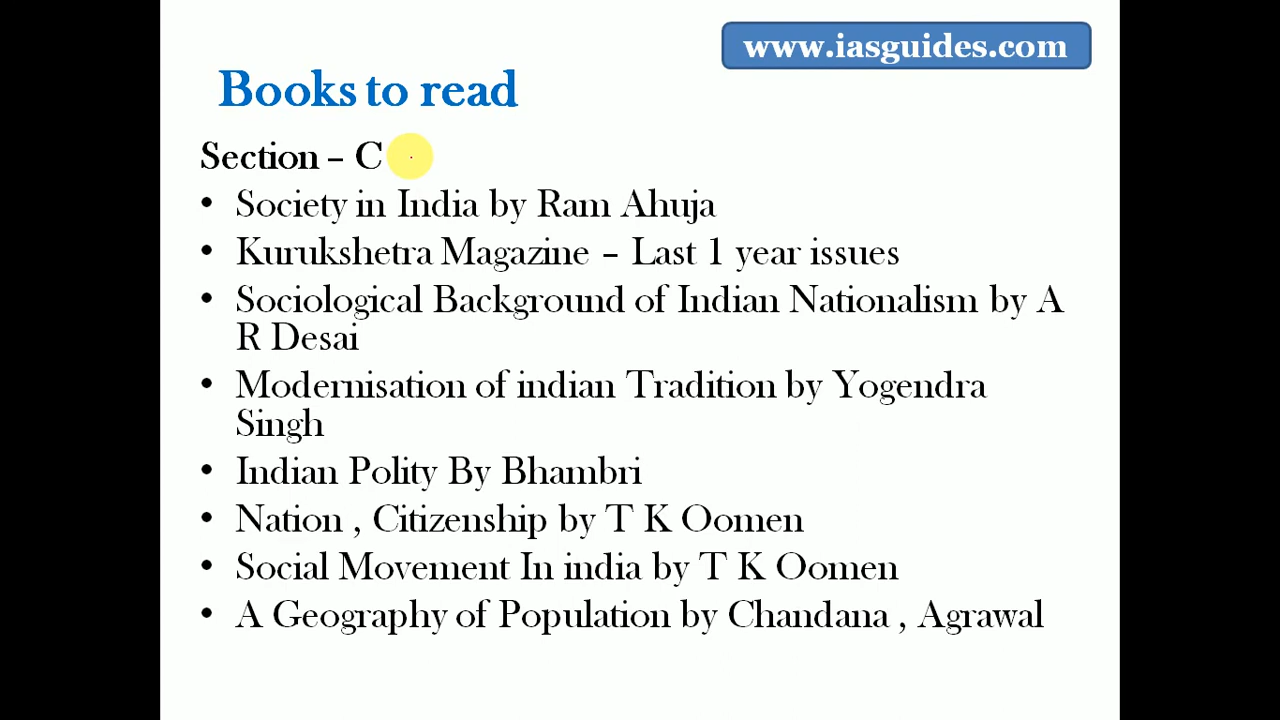 www.iasguides.com
Books to read
Section – C
• Society in India by Ram Ahuja
• Kurukshetra Magazine – Last 1 year issues
• Sociological Background of Indian Nationalism by A
R Desai
• Modernisation of indian Tradition by Yogendra
Singh
• Indian Polity By Bhambri
• Nation , Citizenship by T K Oomen
• Social Movement In india by T K Oomen
• A Geography of Population by Chandana , Agrawal